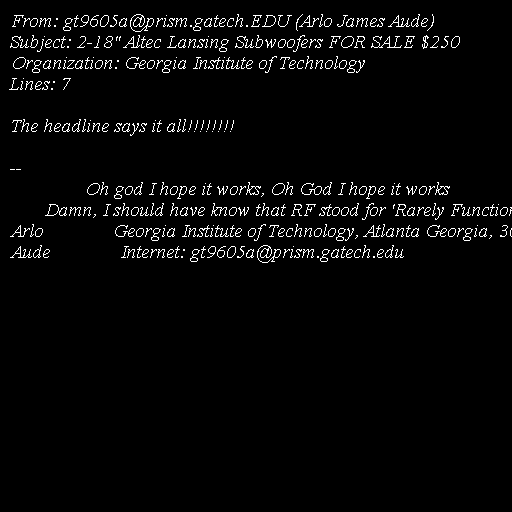 From: gt9605a@prism.gatech.EDU (Arlo James Aude)
Subject: 2-18" Altec Lansing Subwoofers FOR SALE $250
Organization: Georgia Institute of Technology
Lines: 7

The headline says it all!!!!!!!!

--
Oh god I hope it works, Oh God I hope it works
Damn, I should have know that RF stood for 'Rarely Function
Arlo Georgia Institute of Technology, Atlanta Georgia, 30
Aude Internet: gt9605a@prism.gatech.edu